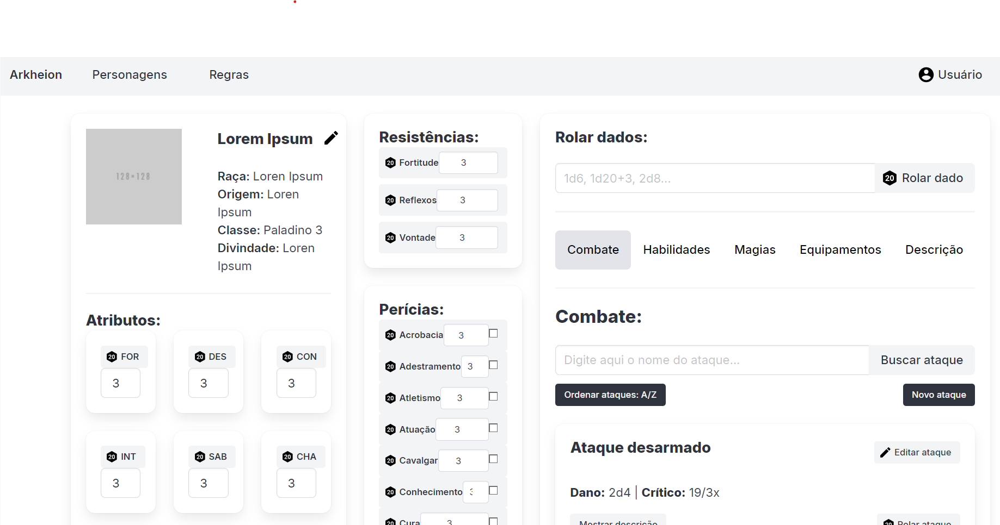 Arkheion Personagens Regras Usuário
128×128
Lorem Ipsum
Raça: Loren Ipsum
Origem: Loren
Ipsum
Classe: Paladino 3
Divindade: Loren
Ipsum
Atributos:
20 FOR 20 DES 20 CON
3 3 3
20 INT 20 SAB 20 CHA
3 3 3
Resistências:
20 Fortitude 3
20 Reflexos 3
20 Vontade 3
Perícias:
20 Acrobacia 3
20 Adestramento 3
20 Atletismo 3
20 Atuação 3
20 Cavalgar 3
20 Conhecimento 3
20 Cura 3
Rolar dados:
1d6, 1d20+3, 2d8... 20 Rolar dado
Combate Habilidades Magias Equipamentos Descrição
Combate:
Digite aqui o nome do ataque... Buscar ataque
Ordenar ataques: A/Z Novo ataque
Ataque desarmado Editar ataque
Dano: 2d4 | Crítico: 19/3x
Mostrar descrição 20 Rolar ataque